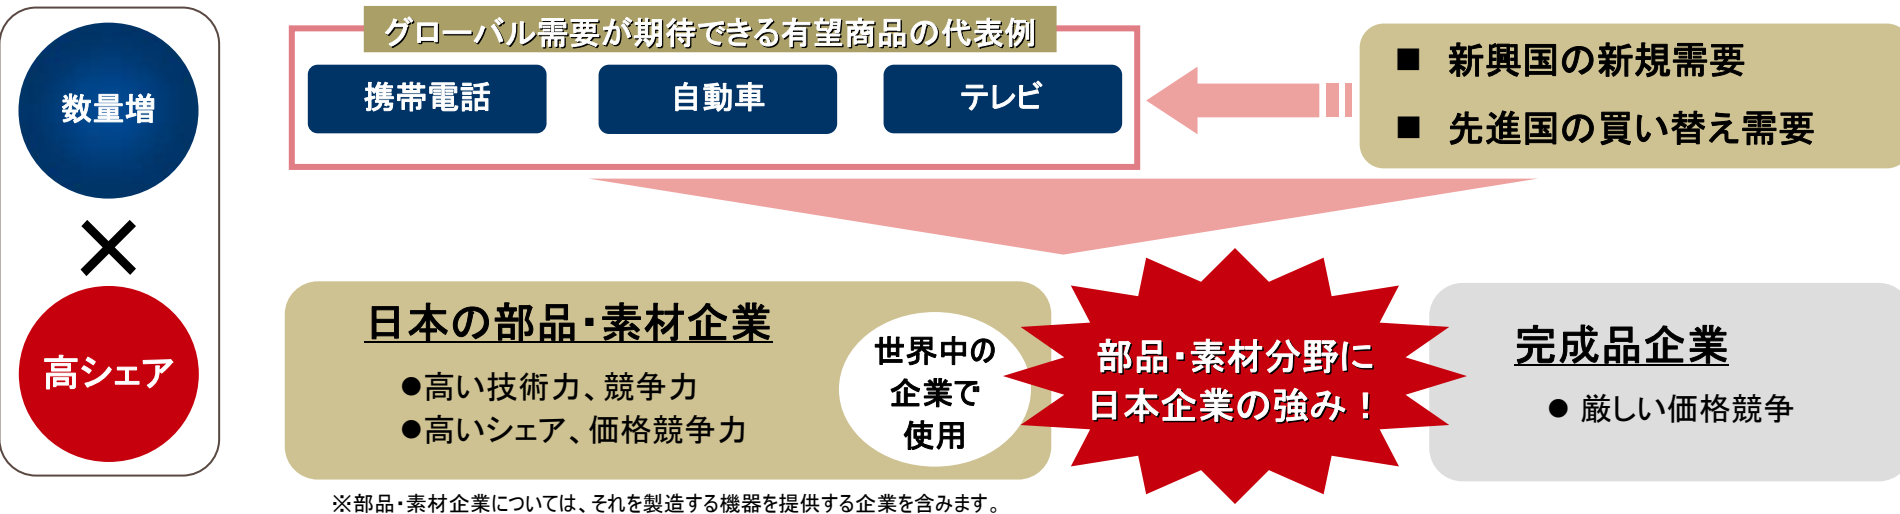 数量増
×
高シェア
グローバル需要が期待できる有望商品の代表例
携帯電話
自動車
テレビ
■ 新興国の新規需要
■ 先進国の買い替え需要
日本の部品・素材企業
●高い技術力、競争力
●高いシェア、価格競争力
世界中の
企業で
使用
部品・素材分野に
日本企業の強み！
完成品企業
● 厳しい価格競争
※部品・素材企業については、それを製造する機器を提供する企業を含みます。